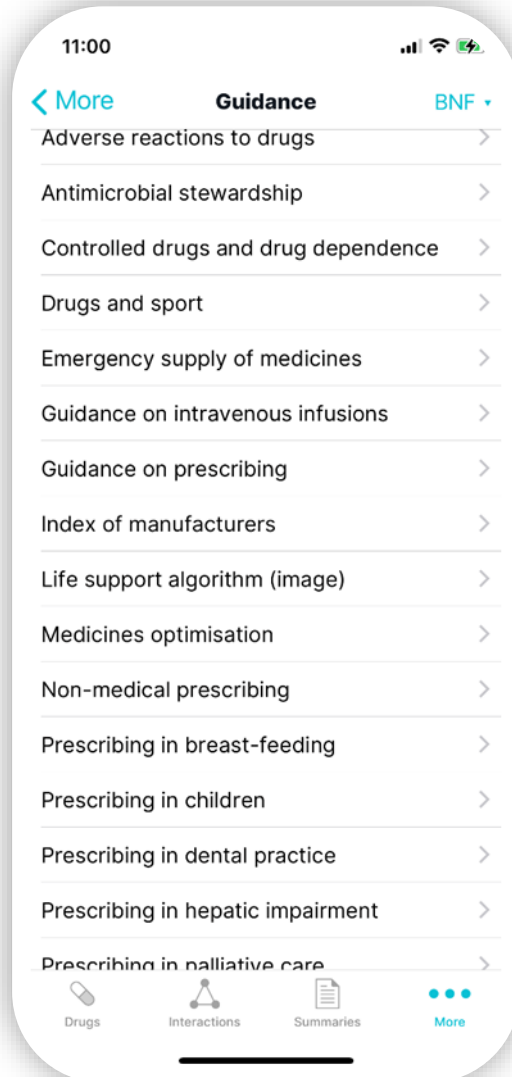 11:00
More Guidance BNF
Adverse reactions to drugs
Antimicrobial stewardship
Controlled drugs and drug dependence
Drugs and sport
Emergency supply of medicines
Guidance on intravenous infusions
Guidance on prescribing
Index of manufacturers
Life support algorithm (image)
Medicines optimisation
Non-medical prescribing
Prescribing in breast-feeding
Prescribing in children
Prescribing in dental practice
Prescribing in hepatic impairment
Prescribing in palliative care
Drugs Interactions Summaries More